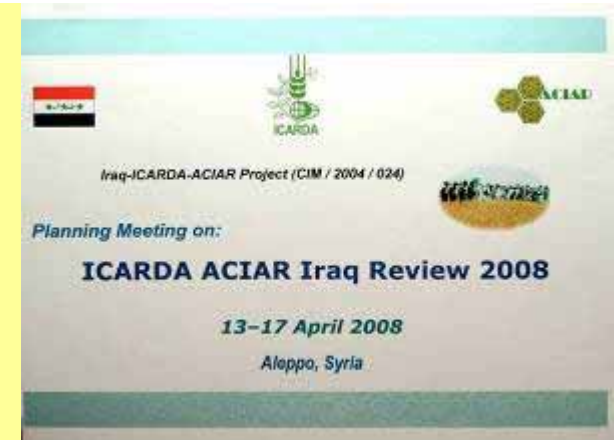 ICARDA
ACIAR
Iraq-ICARDA-ACIAR Project (CIM / 2004 / 024)
Planning Meeting on:
ICARDA ACIAR Iraq Review 2008
13–17 April 2008
Aleppo, Syria